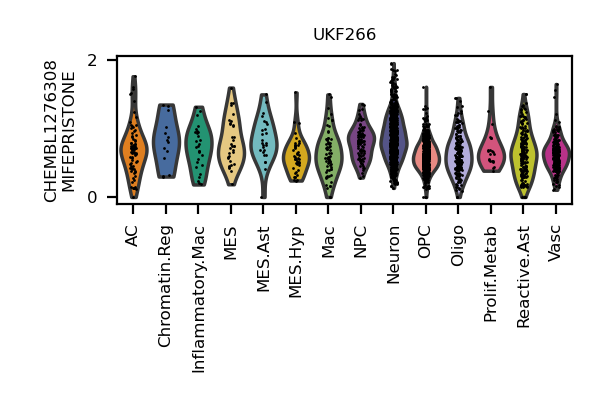 UKF266
CHEMBL1276308
MIFEPRISTONE
2
0
AC
Chromatin.Reg
Inflammatory.Mac
MES
MES.Ast
MES.Hyp
Mac
NPC
Neuron
OPC
Oligo
Prolif.Metab
Reactive.Ast
Vasc